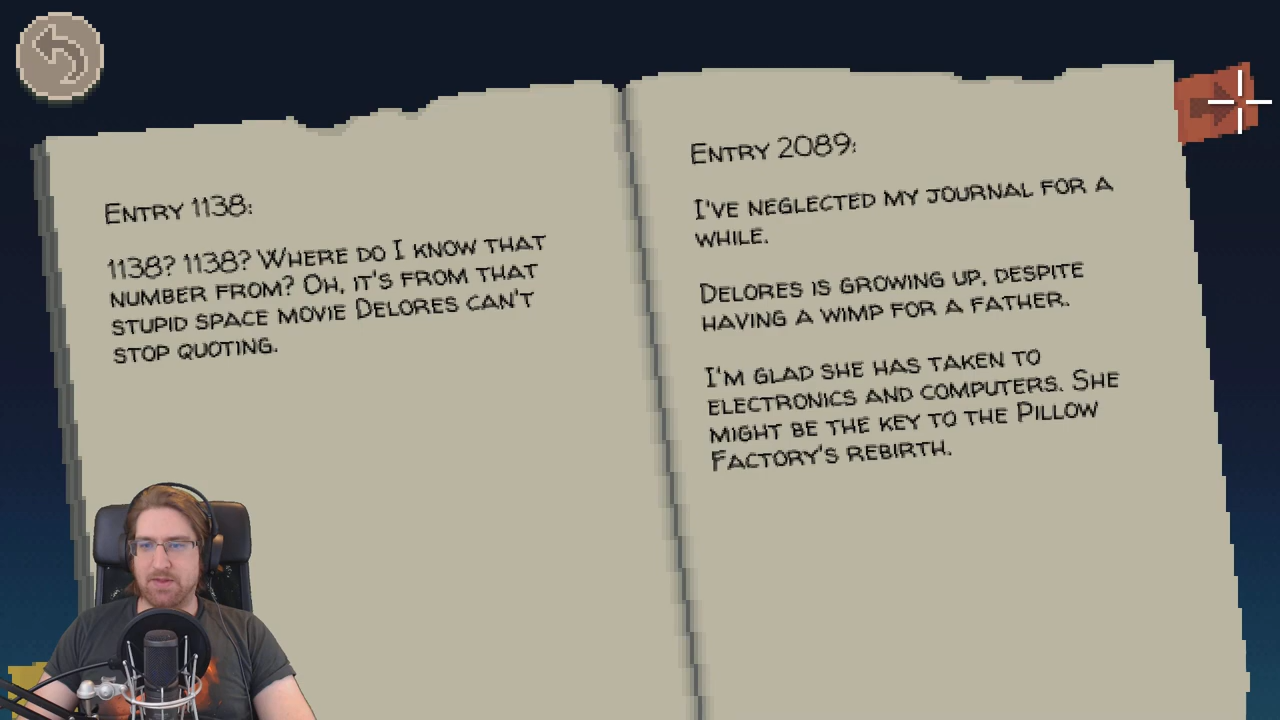 Entry 1138:
1138? 1138? Where do I know that
number from? Oh, it's from that
stupid space movie Delores can't
stop quoting.
Entry 2089:
I've neglected my journal for a
while.
Delores is growing up, despite
having a wimp for a father.
I'm glad she has taken to
electronics and computers. She
might be the key to the Pillow
Factory's rebirth.